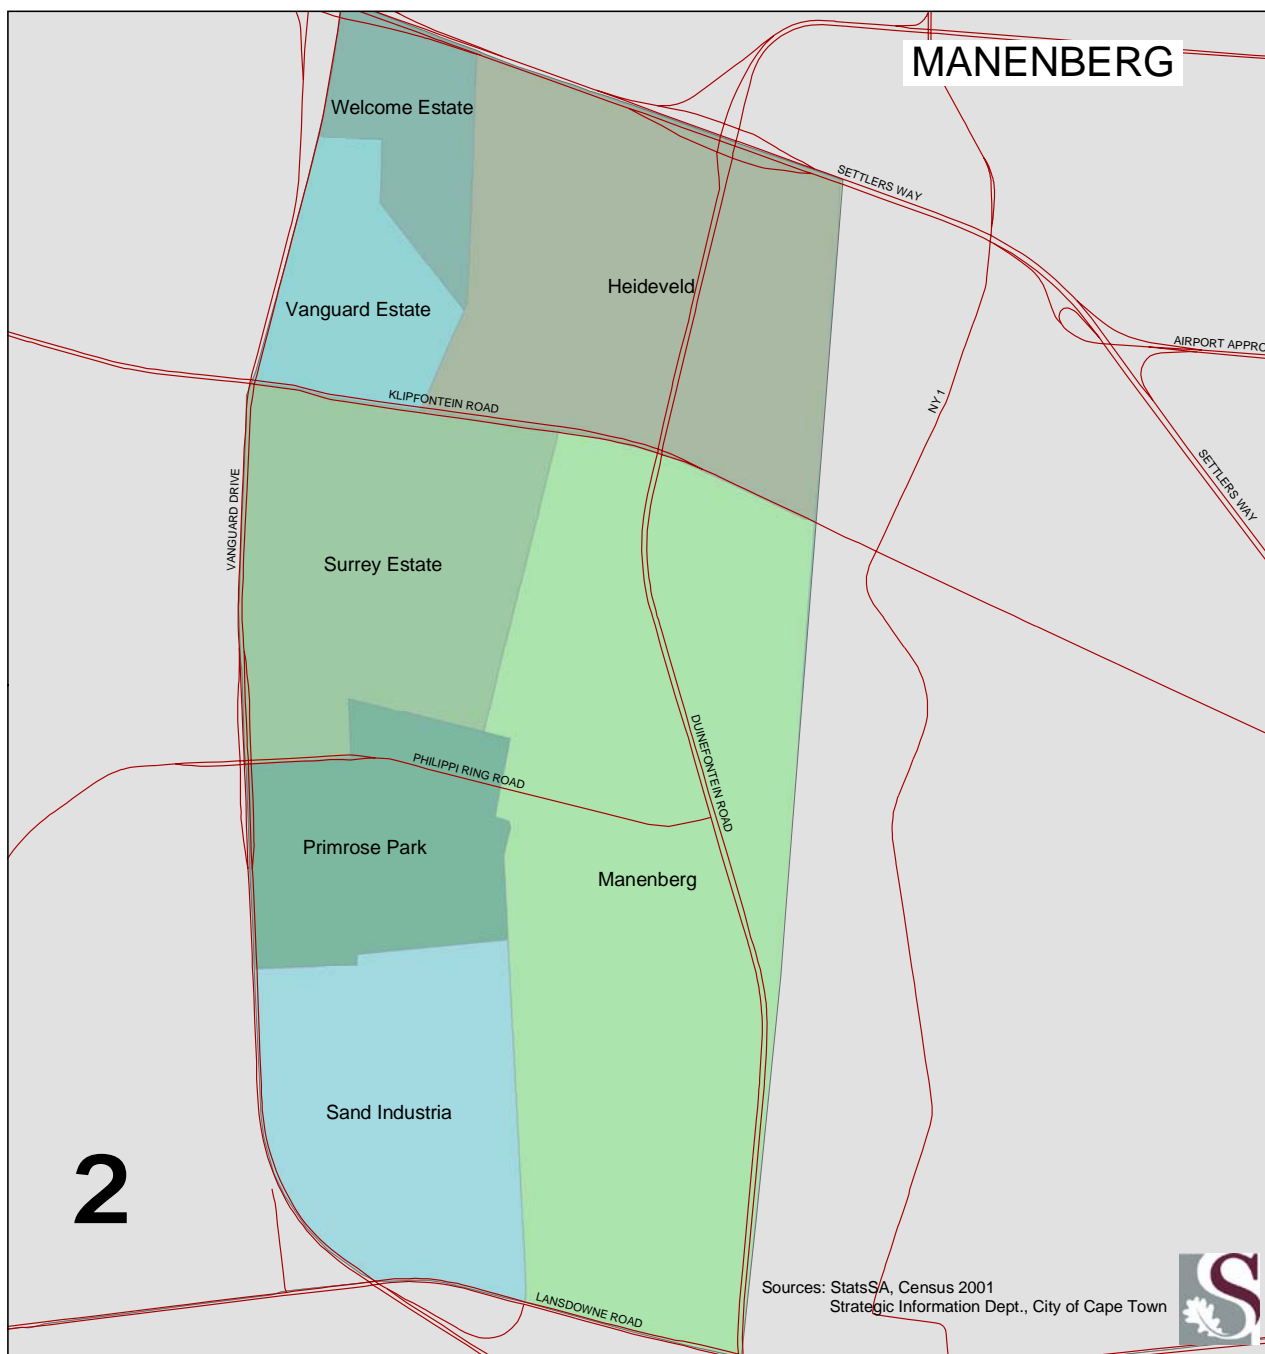 MANENBERG
Welcome Estate
SETTLERS WAY
Heideveld
Vanguard Estate
AIRPORT APPRO
KLIPFONTEIN ROAD
NY 1
SETTLERS WAY
VANGUARD DRIVE
Surrey Estate
DUINEFONTEIN ROAD
PHILIPPI RING ROAD
Primrose Park
Manenberg
Sand Industria
2
Sources: StatsSA, Census 2001
Strategic Information Dept., City of Cape Town
LANSDOWNE ROAD
S